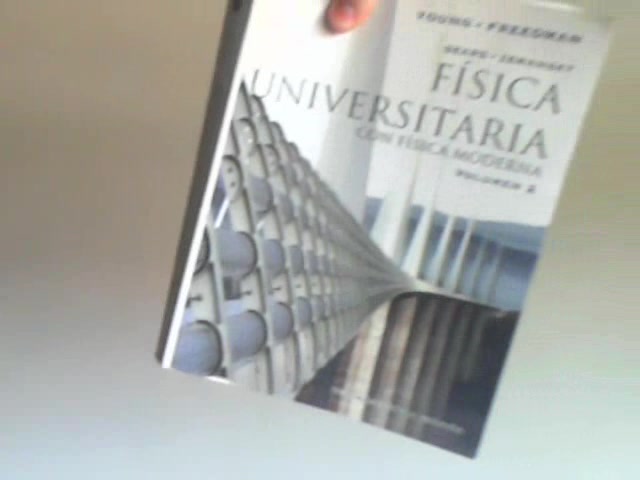 YOUNG • FREEDMAN
SEARS • ZEMANSKY
FÍSICA
UNIVERSITARIA
CON FÍSICA MODERNA
VOLUMEN 2